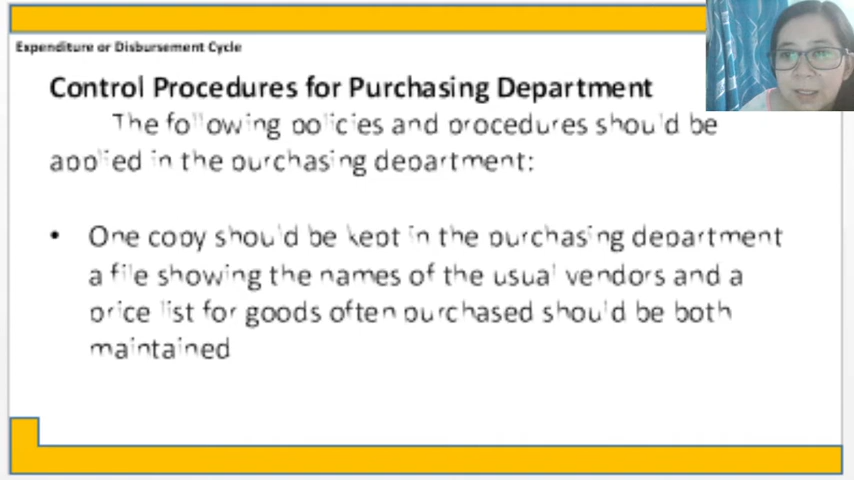 Expenditure or Disbursement Cycle
Control Procedures for Purchasing Department
The following policies and procedures should be
applied in the purchasing department:
• One copy should be kept in the purchasing department
a file showing the names of the usual vendors and a
price list for goods often purchased should be both
maintained